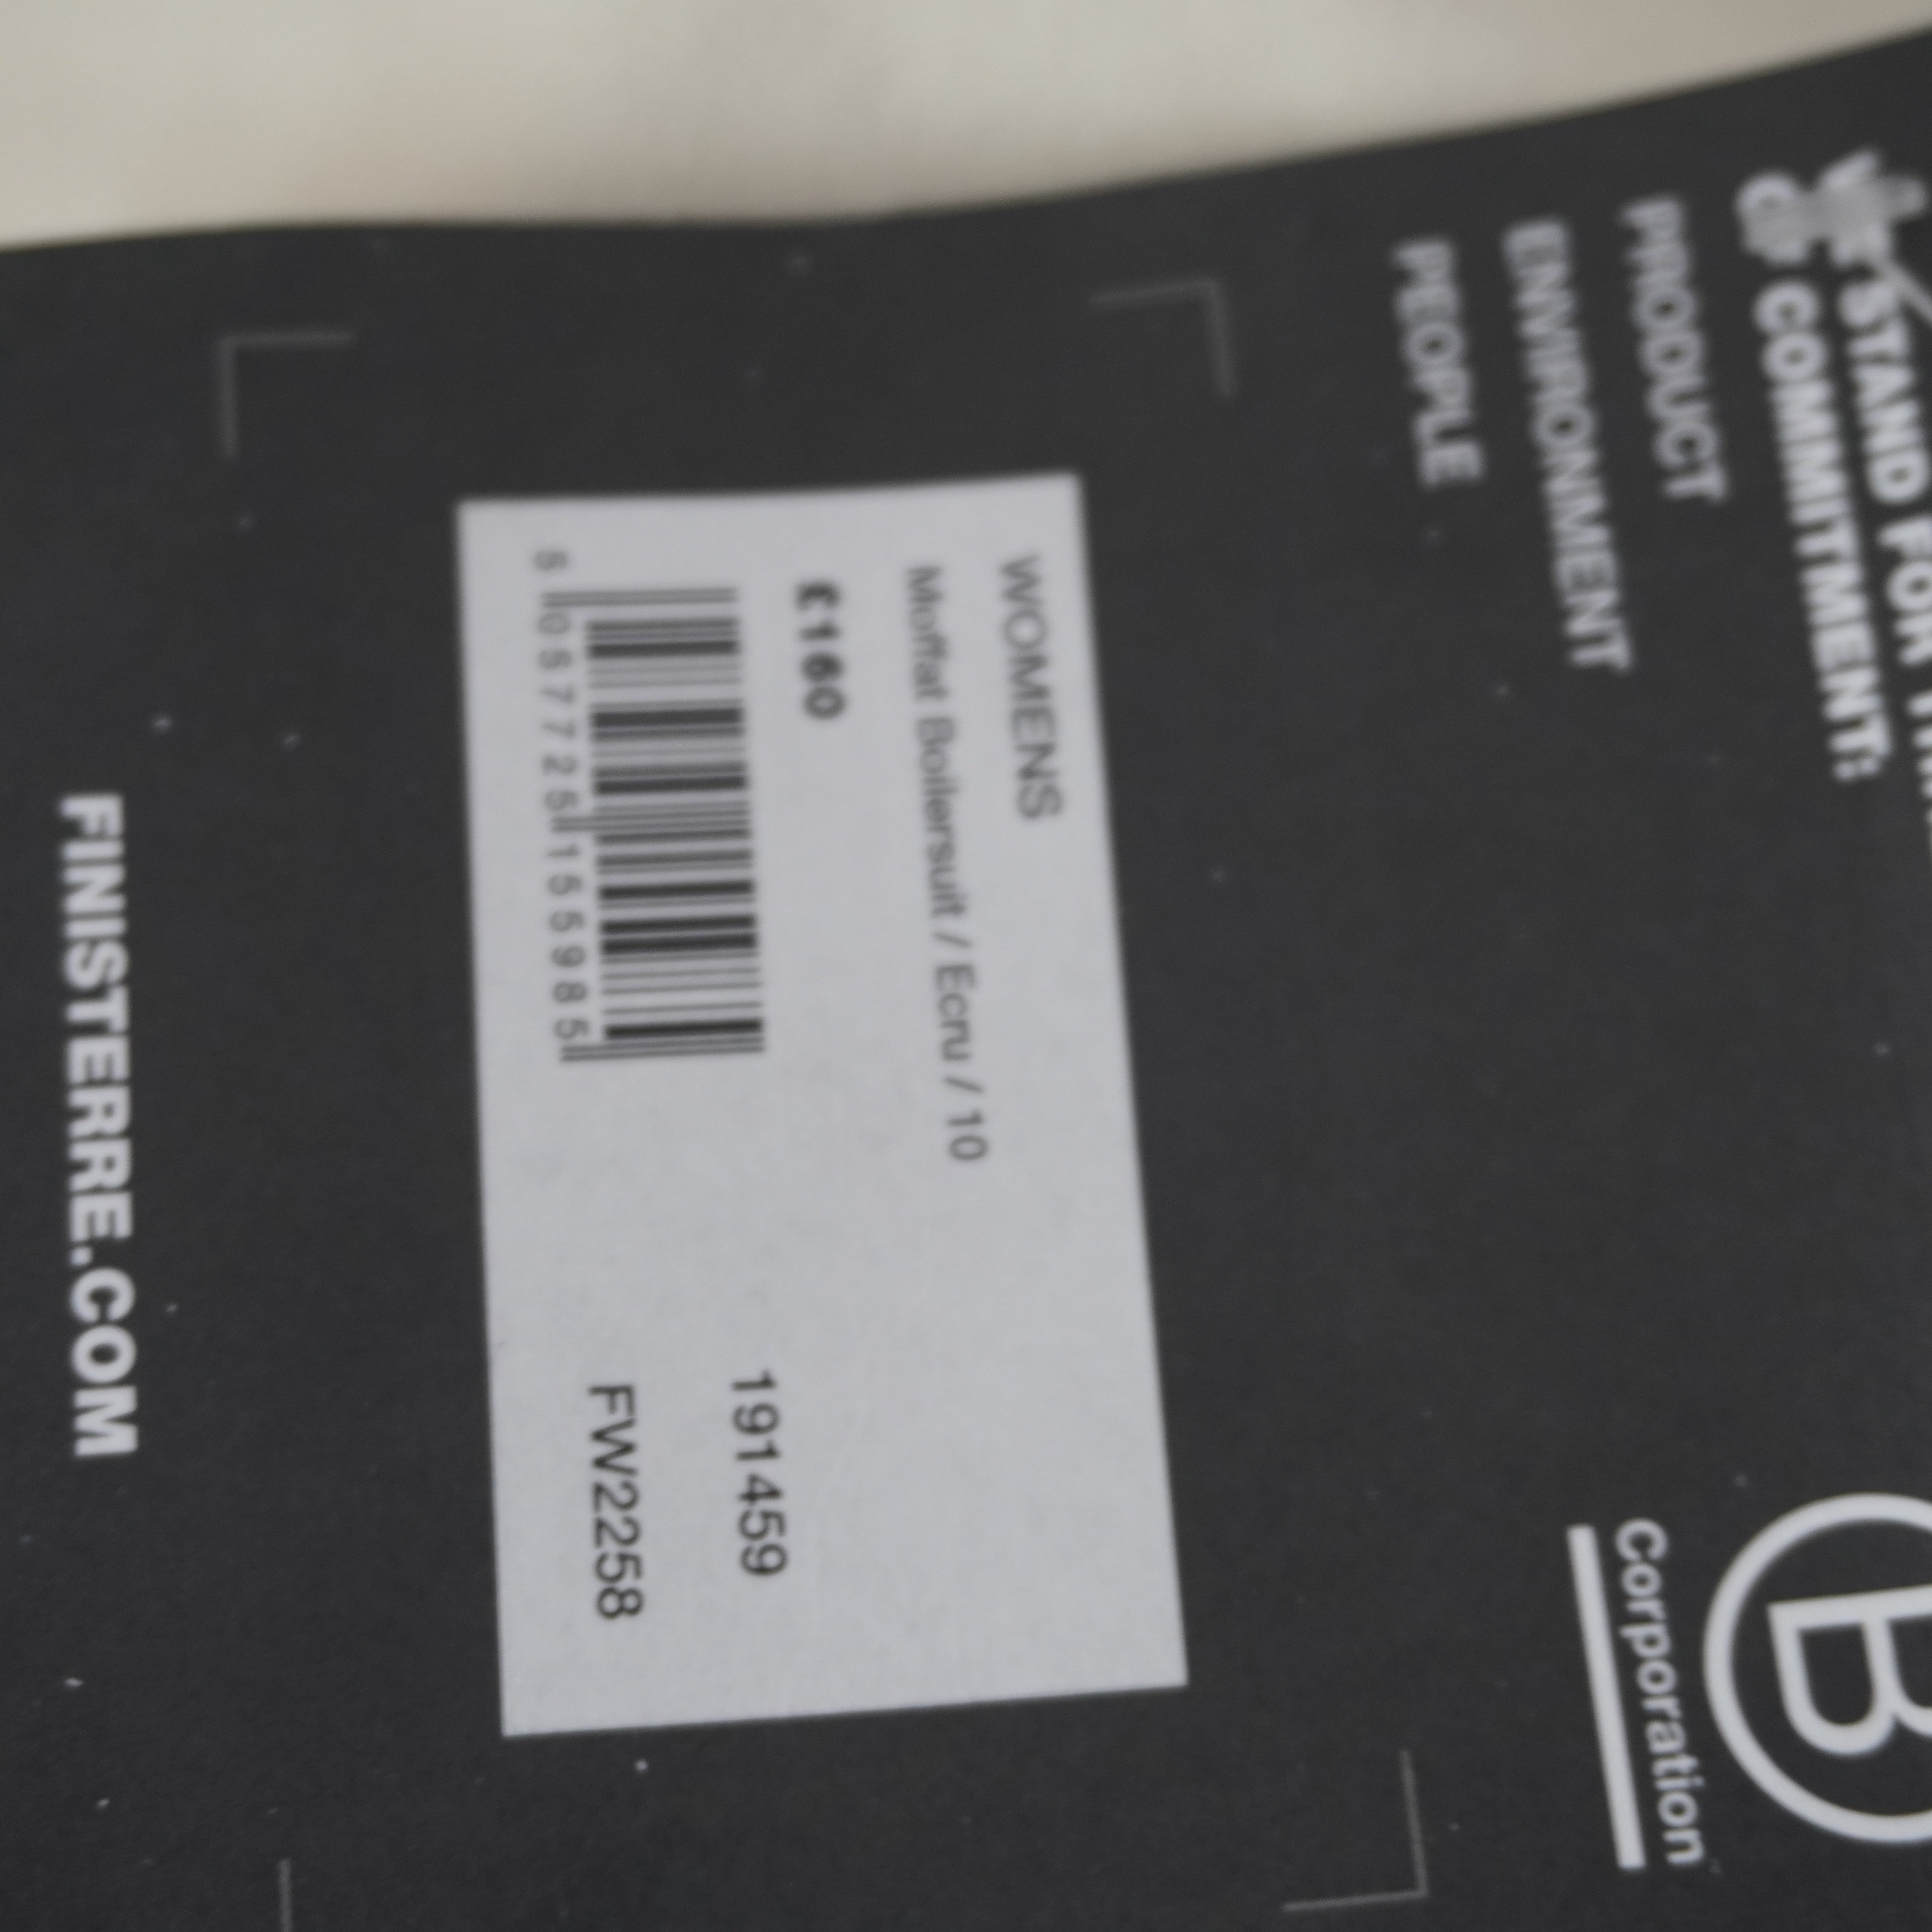 STAND FOR
COMMITMENT:
PRODUCT
ENVIRONMENT
PEOPLE
B
Corporation
WOMENS
Moffat Boilersuit / Ecru / 10
£160
5 057725 155985
191459
FW2258
FINISTERRE.COM